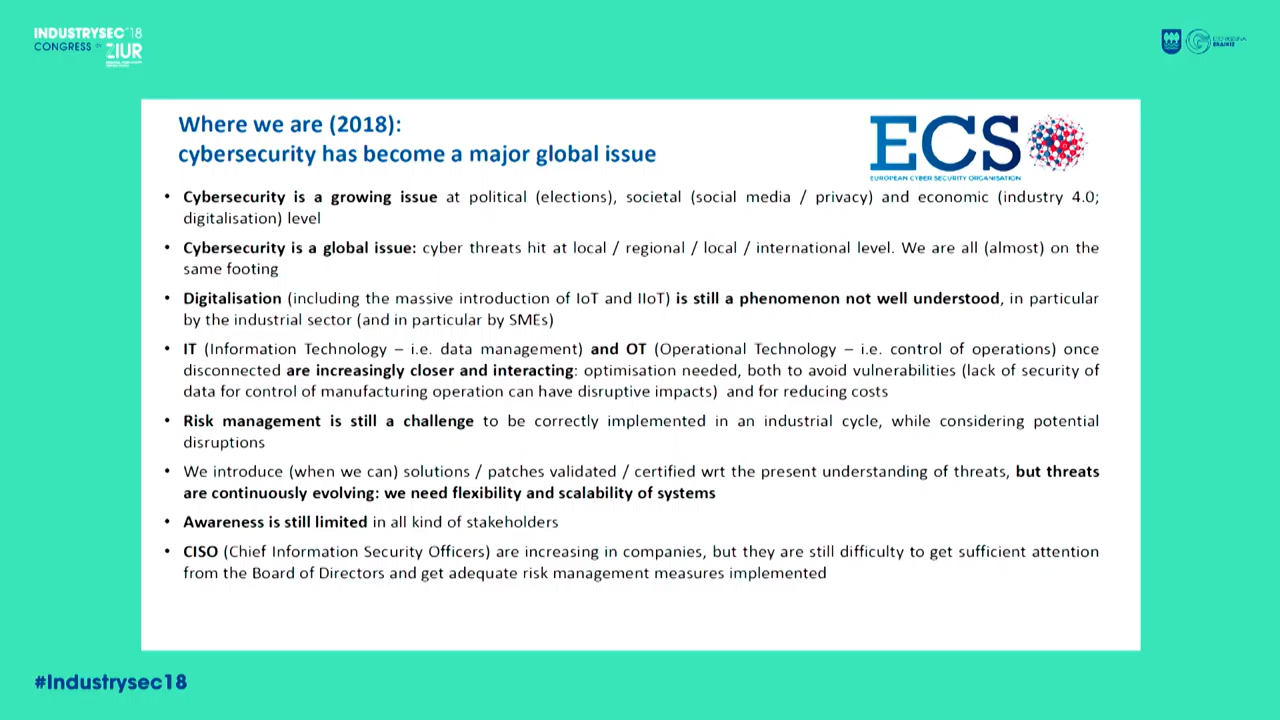 INDUSTRYSEC'18
CONGRESS BY ZIUR
Where we are (2018):
cybersecurity has become a major global issue
ECS
EUROPEAN CYBER SECURITY ORGANISATION
• Cybersecurity is a growing issue at political (elections), societal (social media / privacy) and economic (industry 4.0;
digitalisation) level
• Cybersecurity is a global issue: cyber threats hit at local / regional / local / international level. We are all (almost) on the
same footing
• Digitalisation (including the massive introduction of IoT and IIoT) is still a phenomenon not well understood, in particular
by the industrial sector (and in particular by SMEs)
• IT (Information Technology – i.e. data management) and OT (Operational Technology – i.e. control of operations) once
disconnected are increasingly closer and interacting: optimisation needed, both to avoid vulnerabilities (lack of security of
data for control of manufacturing operation can have disruptive impacts) and for reducing costs
• Risk management is still a challenge to be correctly implemented in an industrial cycle, while considering potential
disruptions
• We introduce (when we can) solutions / patches validated / certified wrt the present understanding of threats, but threats
are continuously evolving: we need flexibility and scalability of systems
• Awareness is still limited in all kind of stakeholders
• CISO (Chief Information Security Officers) are increasing in companies, but they are still difficulty to get sufficient attention
from the Board of Directors and get adequate risk management measures implemented
#Industrysec18